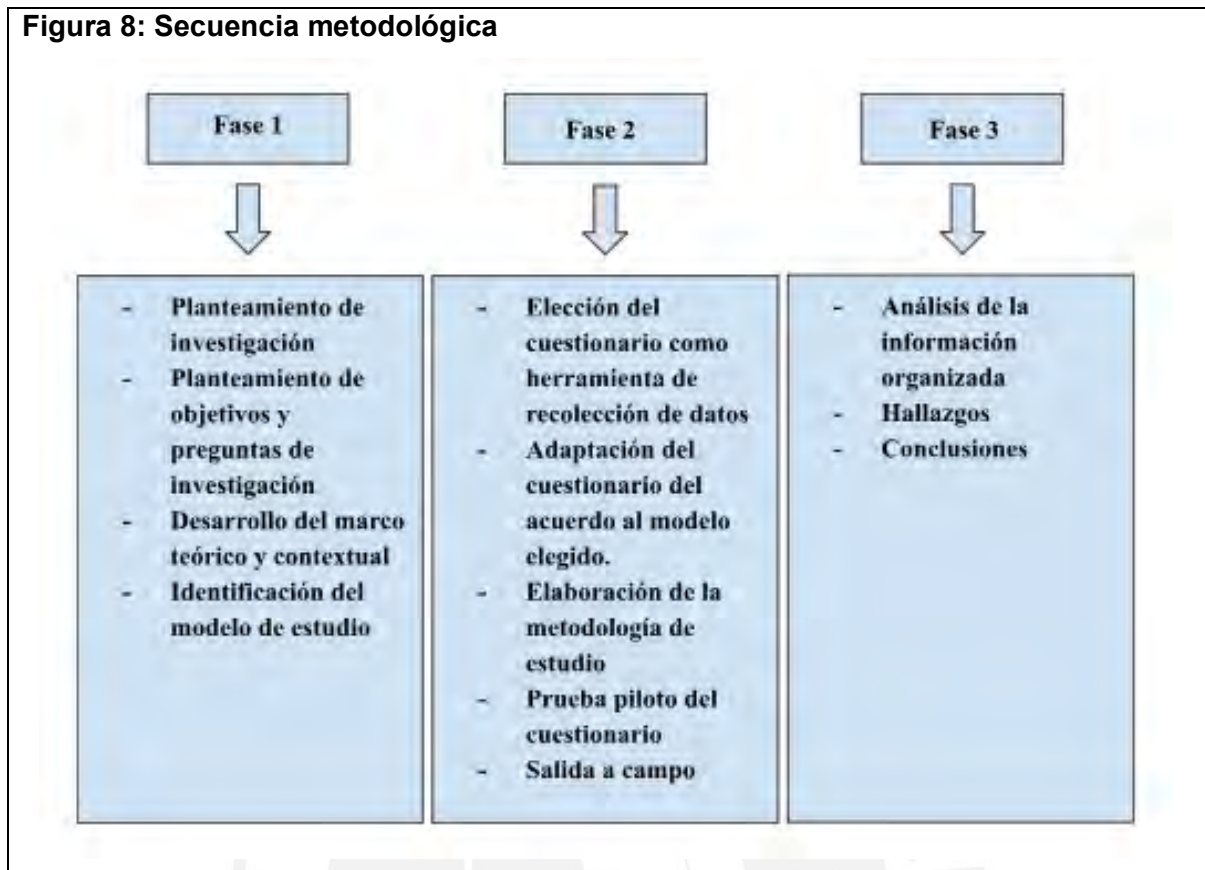 Figura 8: Secuencia metodológica
Fase 1
- Planteamiento de
investigación
- Planteamiento de
objetivos y
preguntas de
investigación
- Desarrollo del marco
teórico y contextual
- Identificación del
modelo de estudio
Fase 2
- Elección del
cuestionario como
herramienta de
recolección de datos
- Adaptación del
cuestionario del
acuerdo al modelo
elegido.
- Elaboración de la
metodología de
estudio
- Prueba piloto del
cuestionario
- Salida a campo
Fase 3
- Análisis de la
información
organizada
- Hallazgos
- Conclusiones